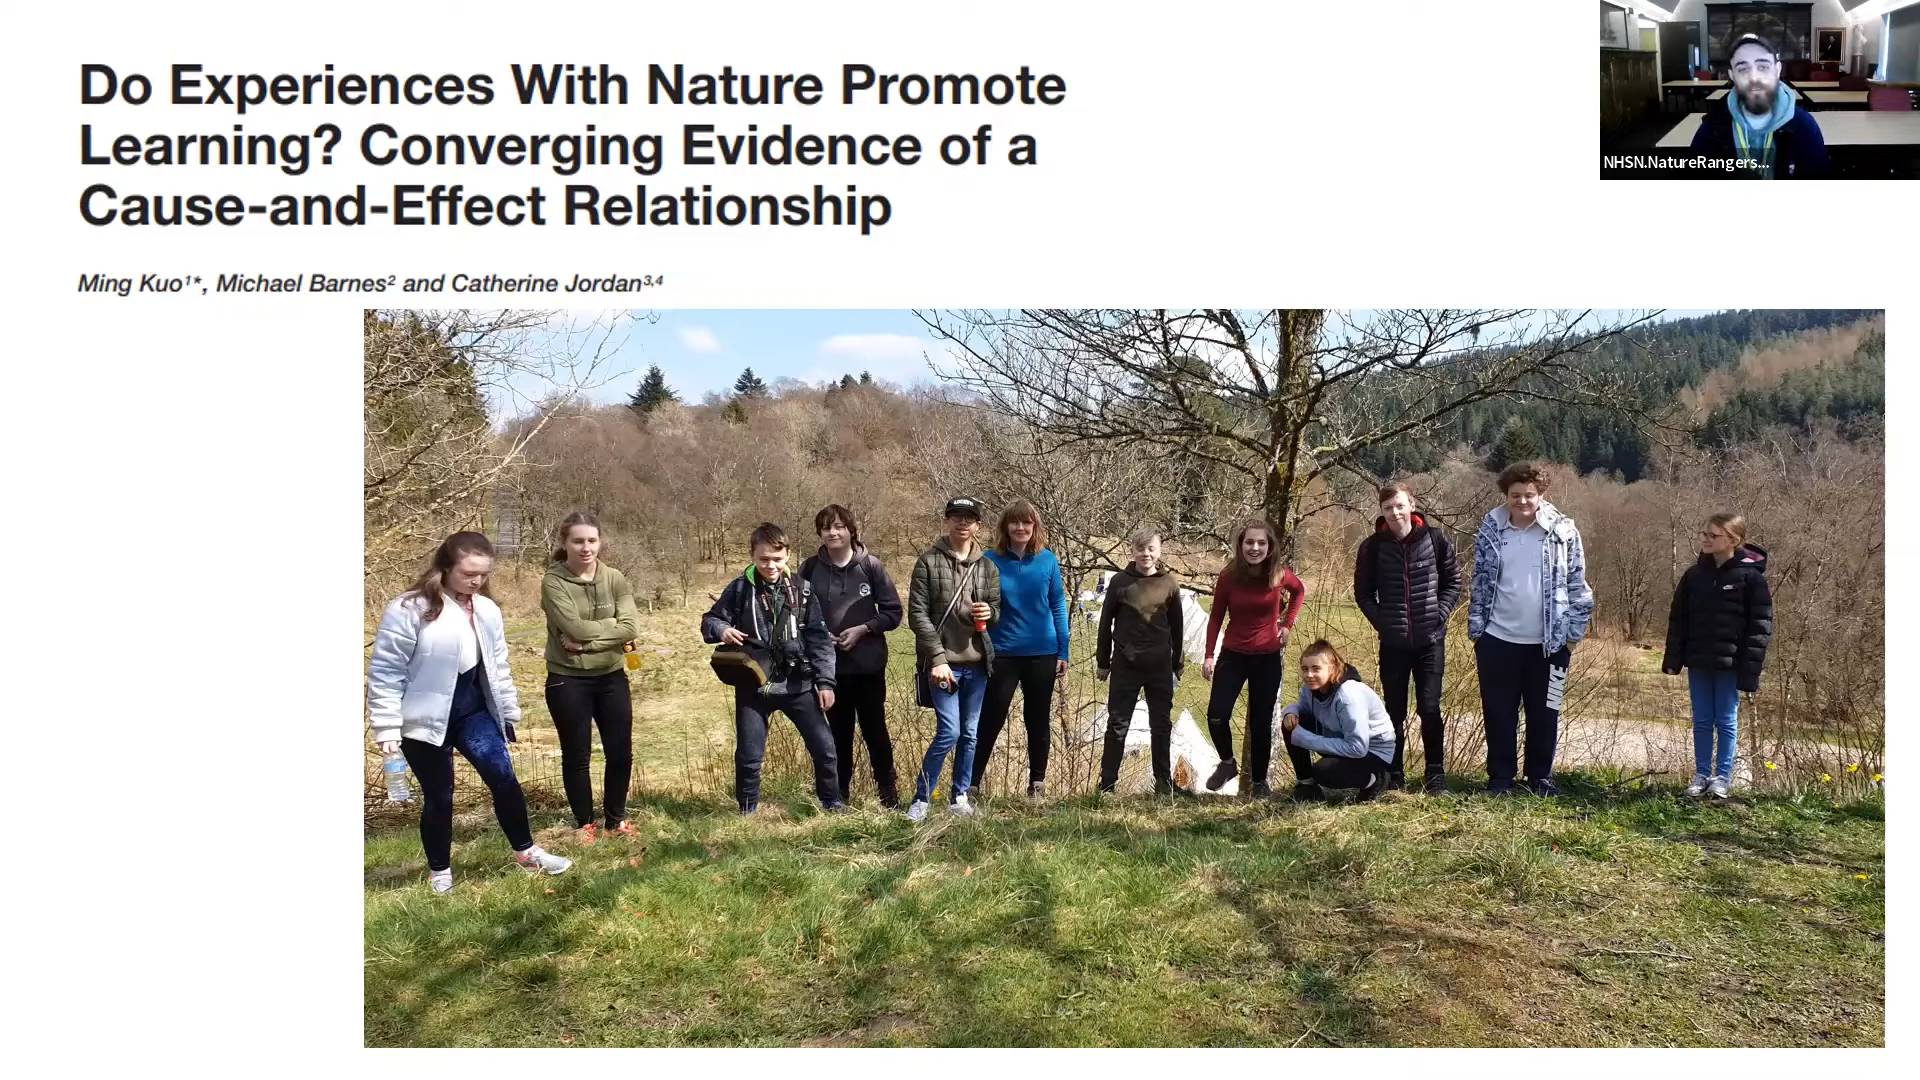 Do Experiences With Nature Promote
Learning? Converging Evidence of a
Cause-and-Effect Relationship
Ming Kuo¹*, Michael Barnes² and Catherine Jordan³,⁴
NHSN.NatureRangers...
NIKE